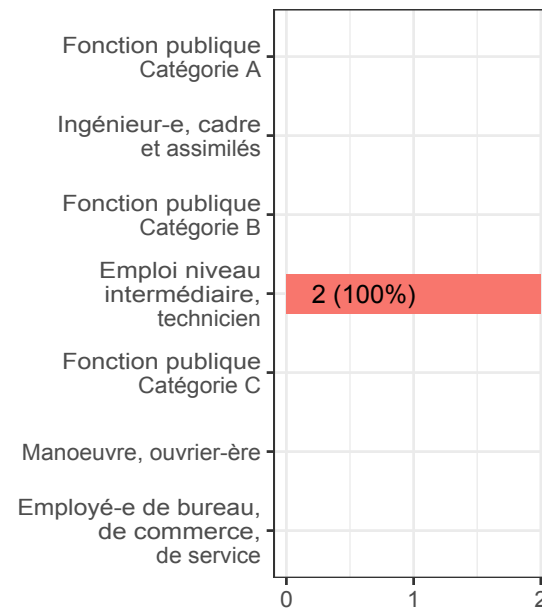 Fonction publique
Catégorie A
Ingénieur-e, cadre
et assimilés
Fonction publique
Catégorie B
Emploi niveau
intermédiaire,
technicien
2 (100%)
Fonction publique
Catégorie C
Manoeuvre, ouvrier-ère
Employé-e de bureau,
de commerce,
de service
0 1 2